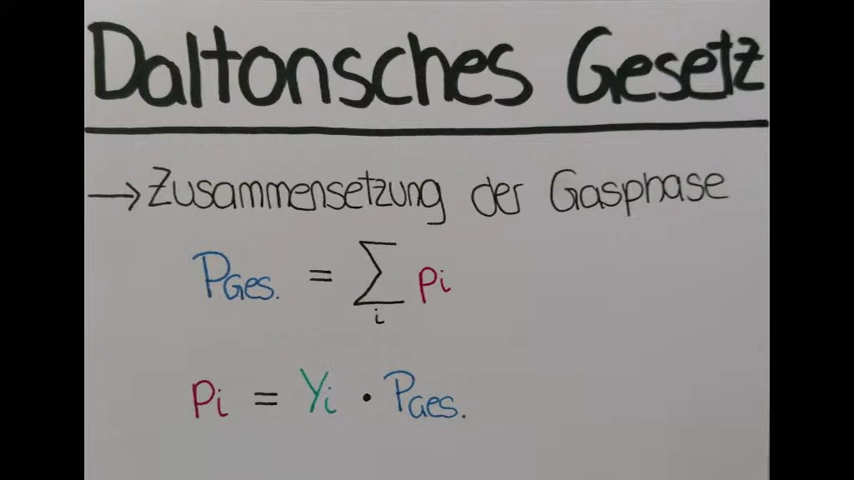 Daltonsches Gesetz
→ Zusammensetzung der Gasphase
PGes. = ∑i pi
pi = Yi · PGes.